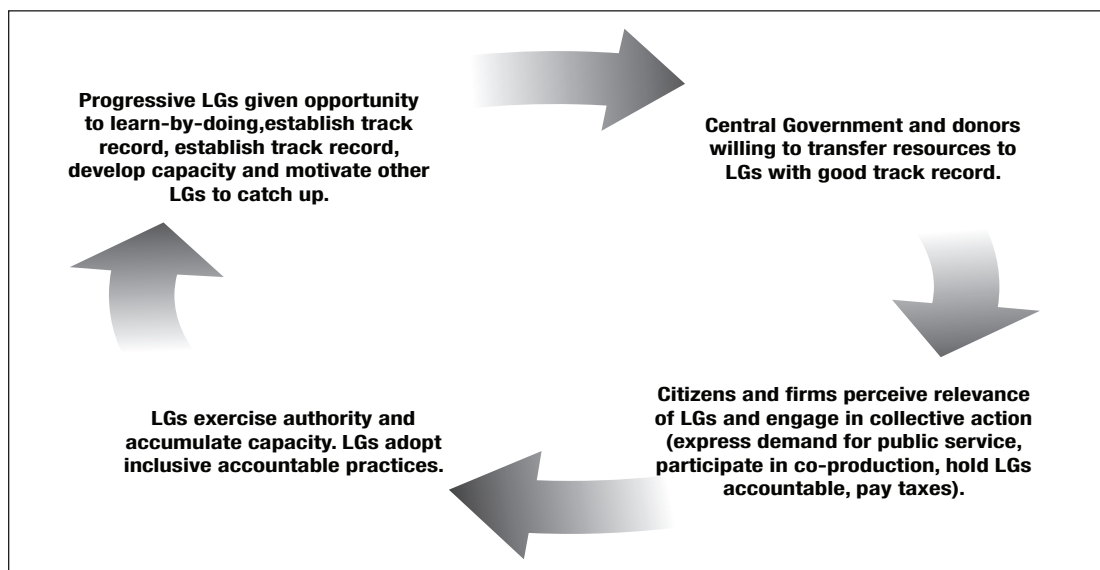 Progressive LGs given opportunity
to learn-by-doing,establish track
record, establish track record,
develop capacity and motivate other
LGs to catch up.
Central Government and donors
willing to transfer resources to
LGs with good track record.
Citizens and firms perceive relevance
of LGs and engage in collective action
(express demand for public service,
participate in co-production, hold LGs
accountable, pay taxes).
LGs exercise authority and
accumulate capacity. LGs adopt
inclusive accountable practices.